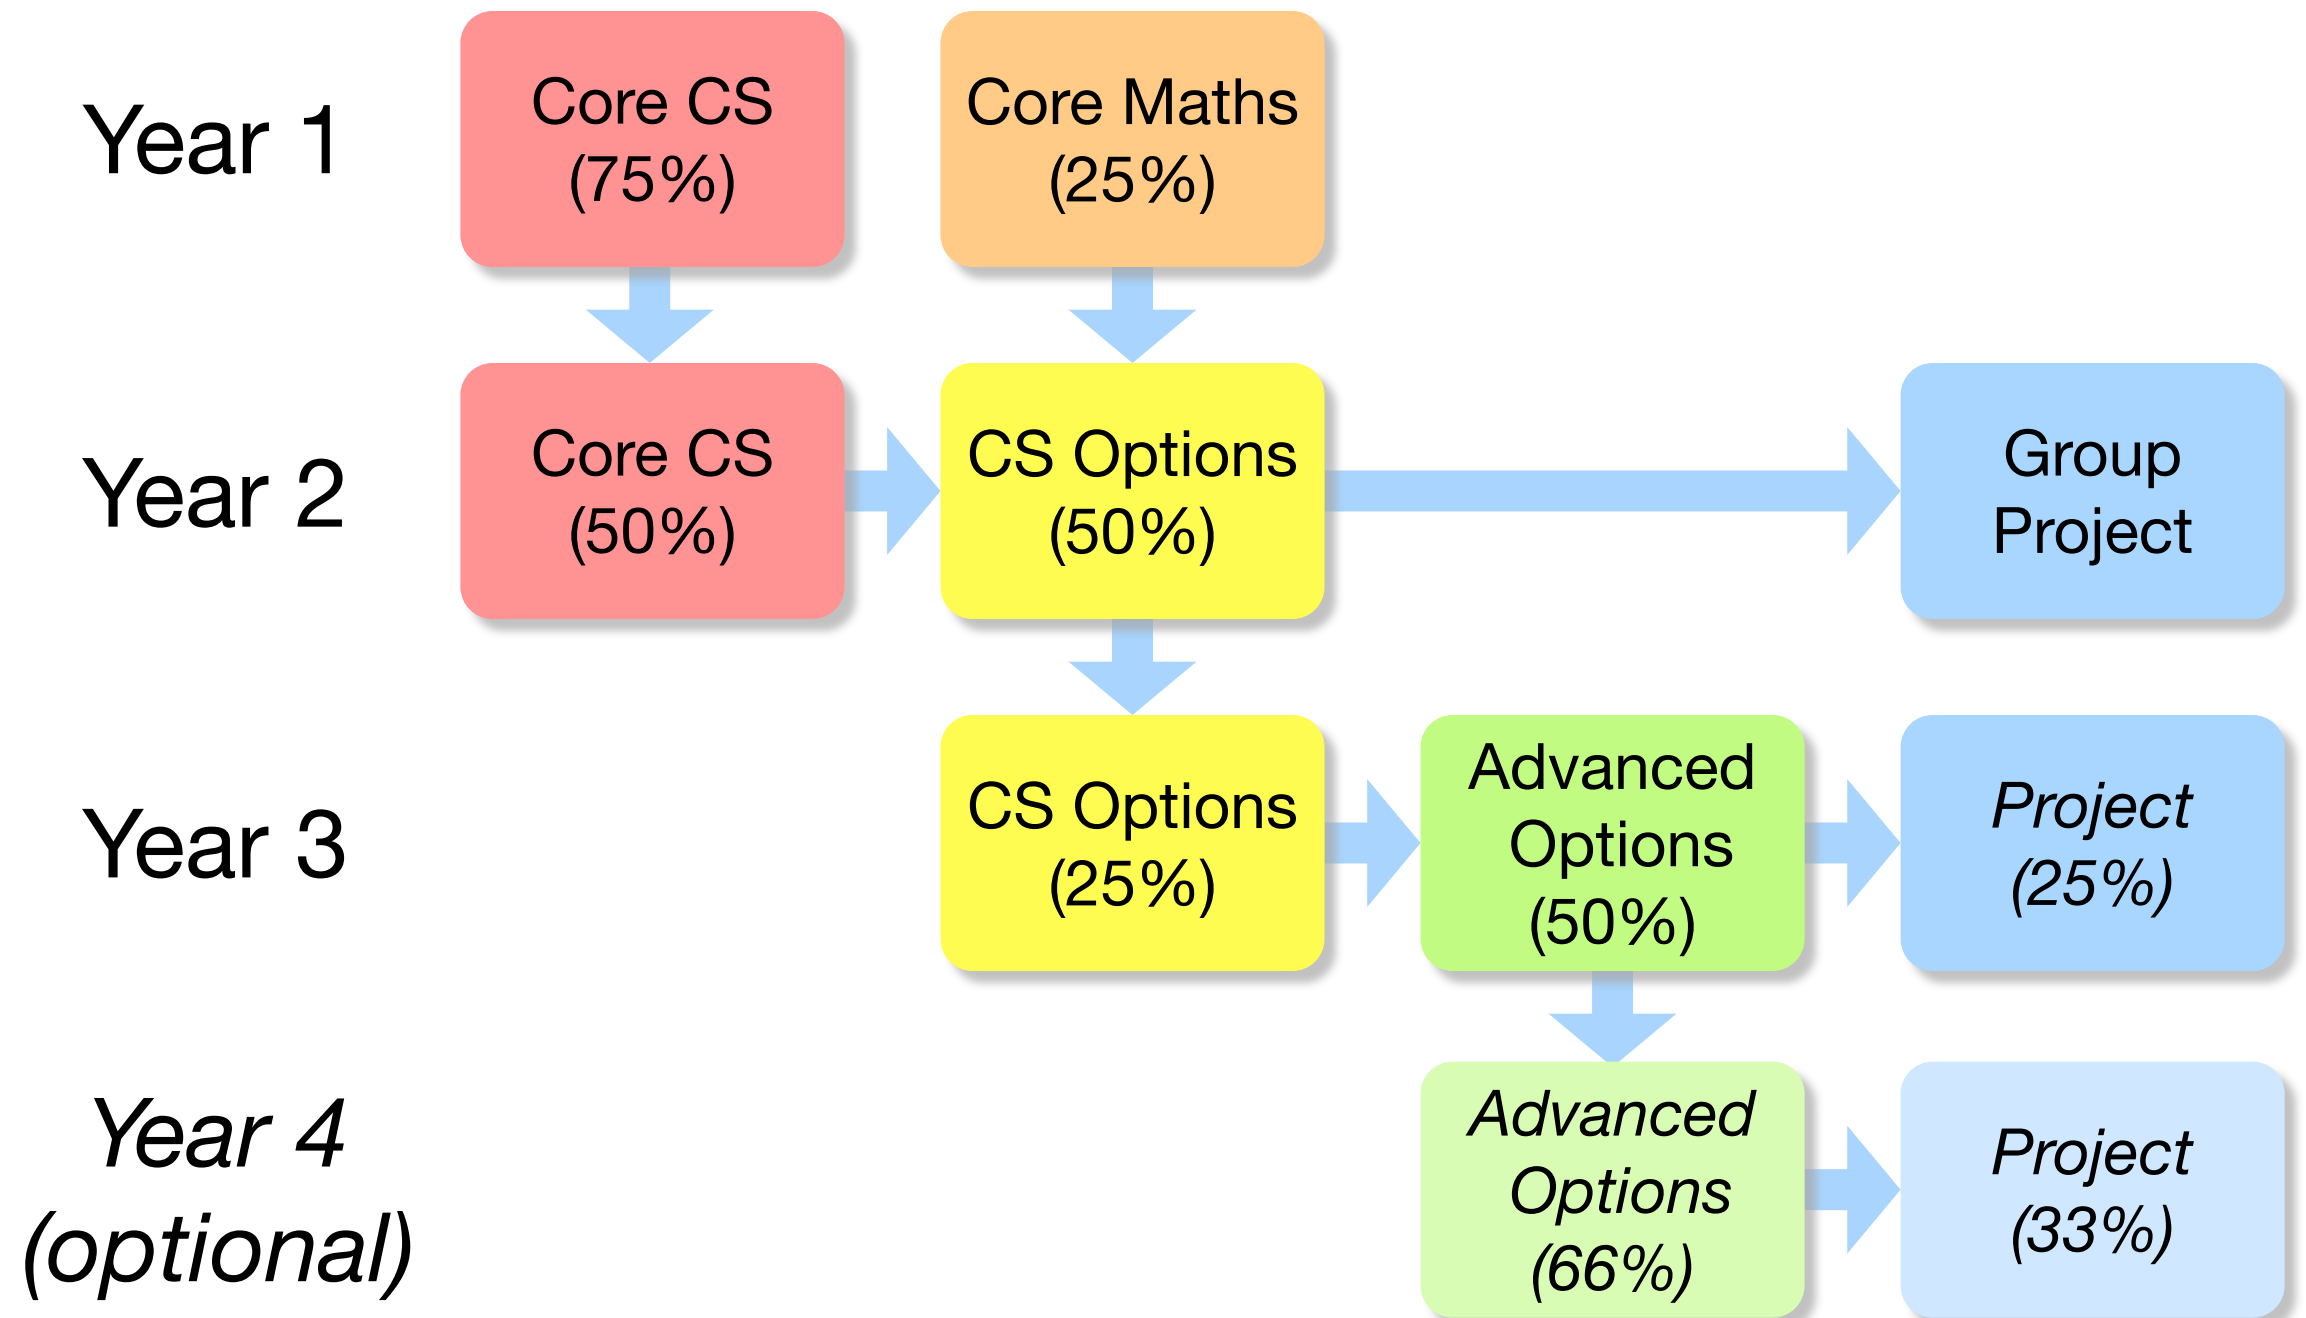 Year 1
Core CS
(75%)
Core Maths
(25%)
Year 2
Core CS
(50%)
CS Options
(50%)
Group
Project
Year 3
CS Options
(25%)
Advanced
Options
(50%)
Project
(25%)
Year 4
(optional)
Advanced
Options
(66%)
Project
(33%)